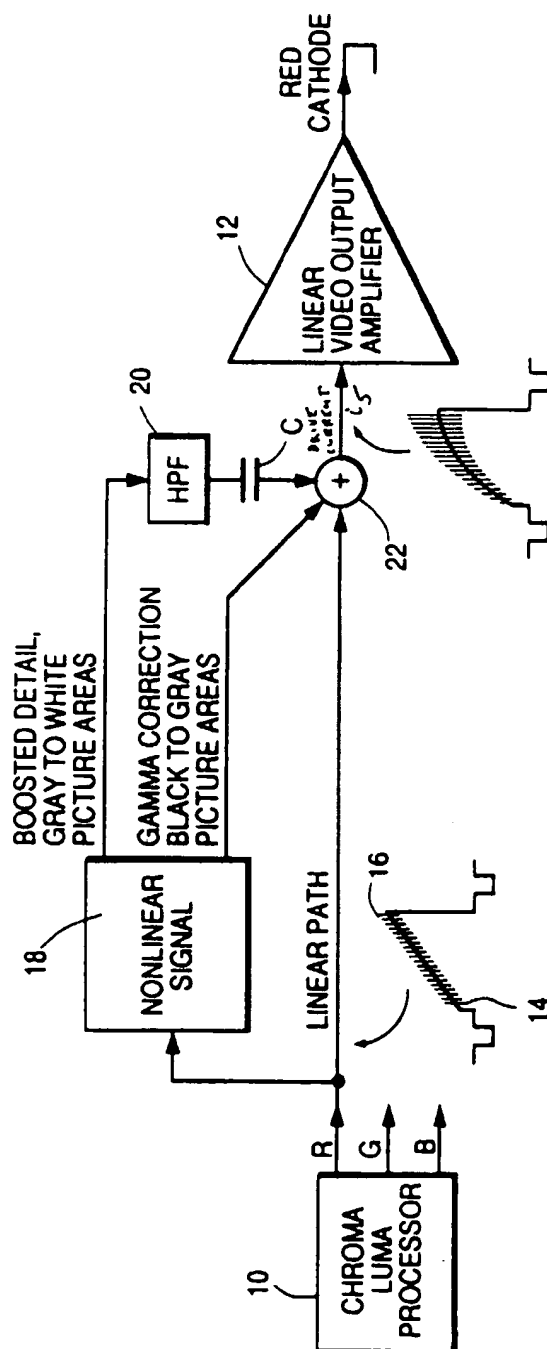 10
CHROMA
LUMA
PROCESSOR
R
G
B
18
NONLINEAR
SIGNAL
BOOSTED DETAIL,
GRAY TO WHITE
PICTURE AREAS
GAMMA CORRECTION
BLACK TO GRAY
PICTURE AREAS
LINEAR PATH
16
14
20
HPF
C
+
22
DRIVE
CURRENT
i5
12
LINEAR
VIDEO OUTPUT
AMPLIFIER
RED
CATHODE